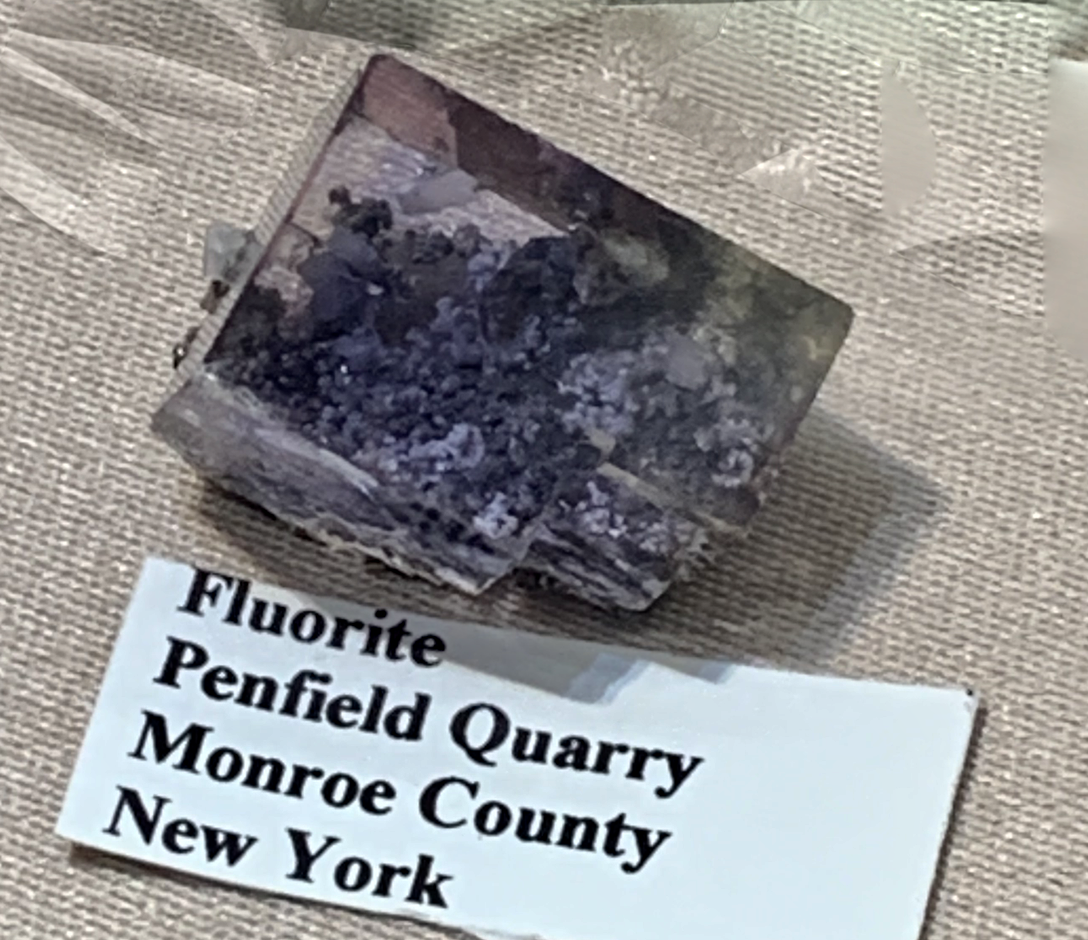 Fluorite
Penfield Quarry
Monroe County
New York